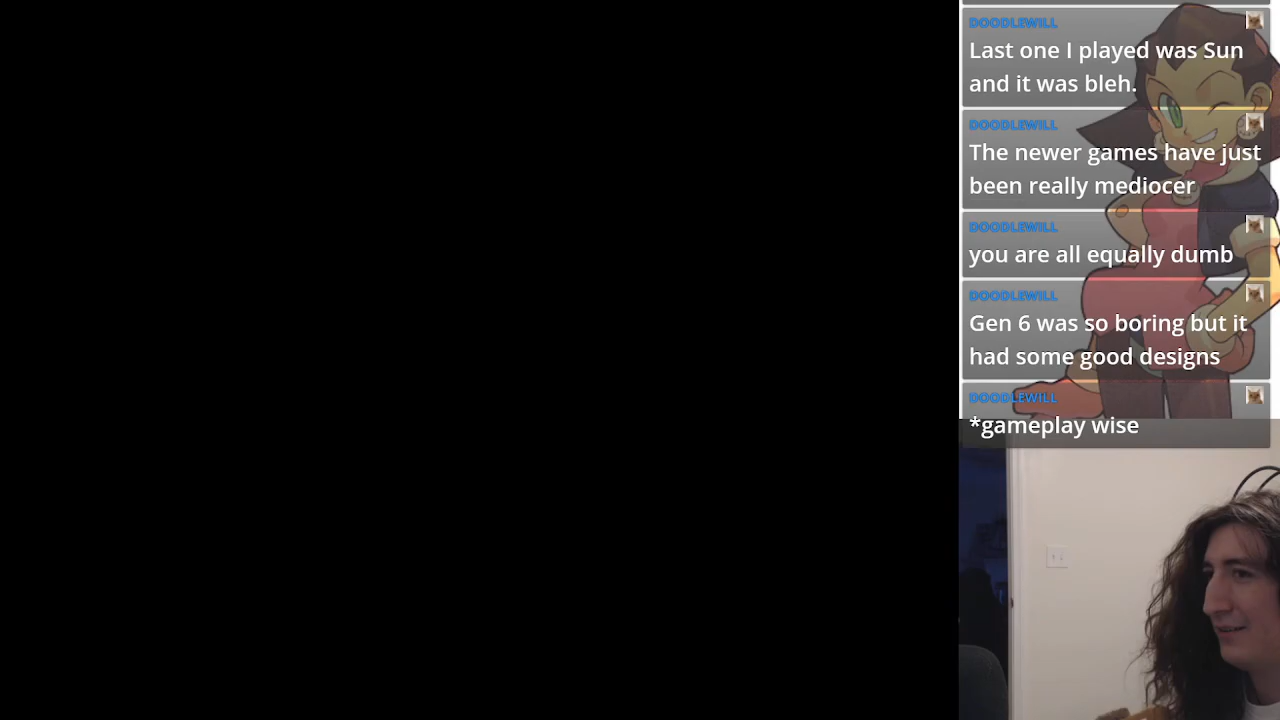 DOODLEWILL
Last one I played was Sun
and it was bleh.
DOODLEWILL
The newer games have just
been really mediocer
DOODLEWILL
you are all equally dumb
DOODLEWILL
Gen 6 was so boring but it
had some good designs
DOODLEWILL
*gameplay wise